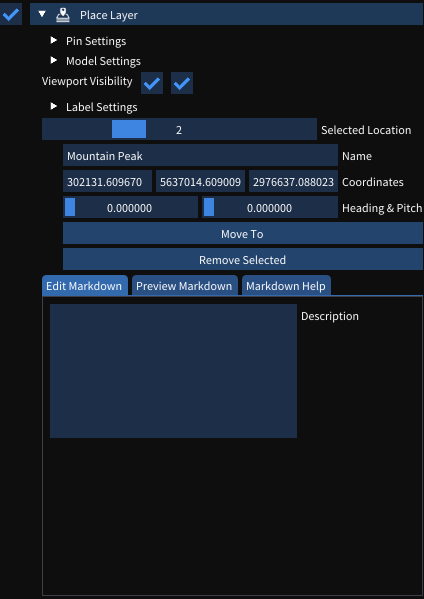 Place Layer
Pin Settings
Model Settings
Viewport Visibility
Label Settings
2 Selected Location
Mountain Peak Name
302131.609670 5637014.609009 2976637.088023 Coordinates
0.000000 0.000000 Heading & Pitch
Move To
Remove Selected
Edit Markdown Preview Markdown Markdown Help
Description